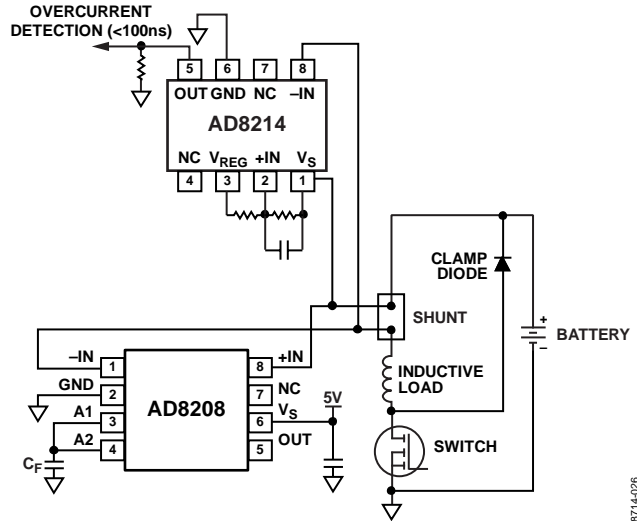 OVERCURRENT
DETECTION (<100ns)
5 6 7 8
OUT GND NC –IN
AD8214
NC VREG +IN VS
4 3 2 1
CLAMP
DIODE
SHUNT
+
–
BATTERY
INDUCTIVE
LOAD
SWITCH
–IN 1 8 +IN
GND 2 7 NC
A1 3 6 VS
A2 4 5 OUT
AD8208
5V
CF
8714-026